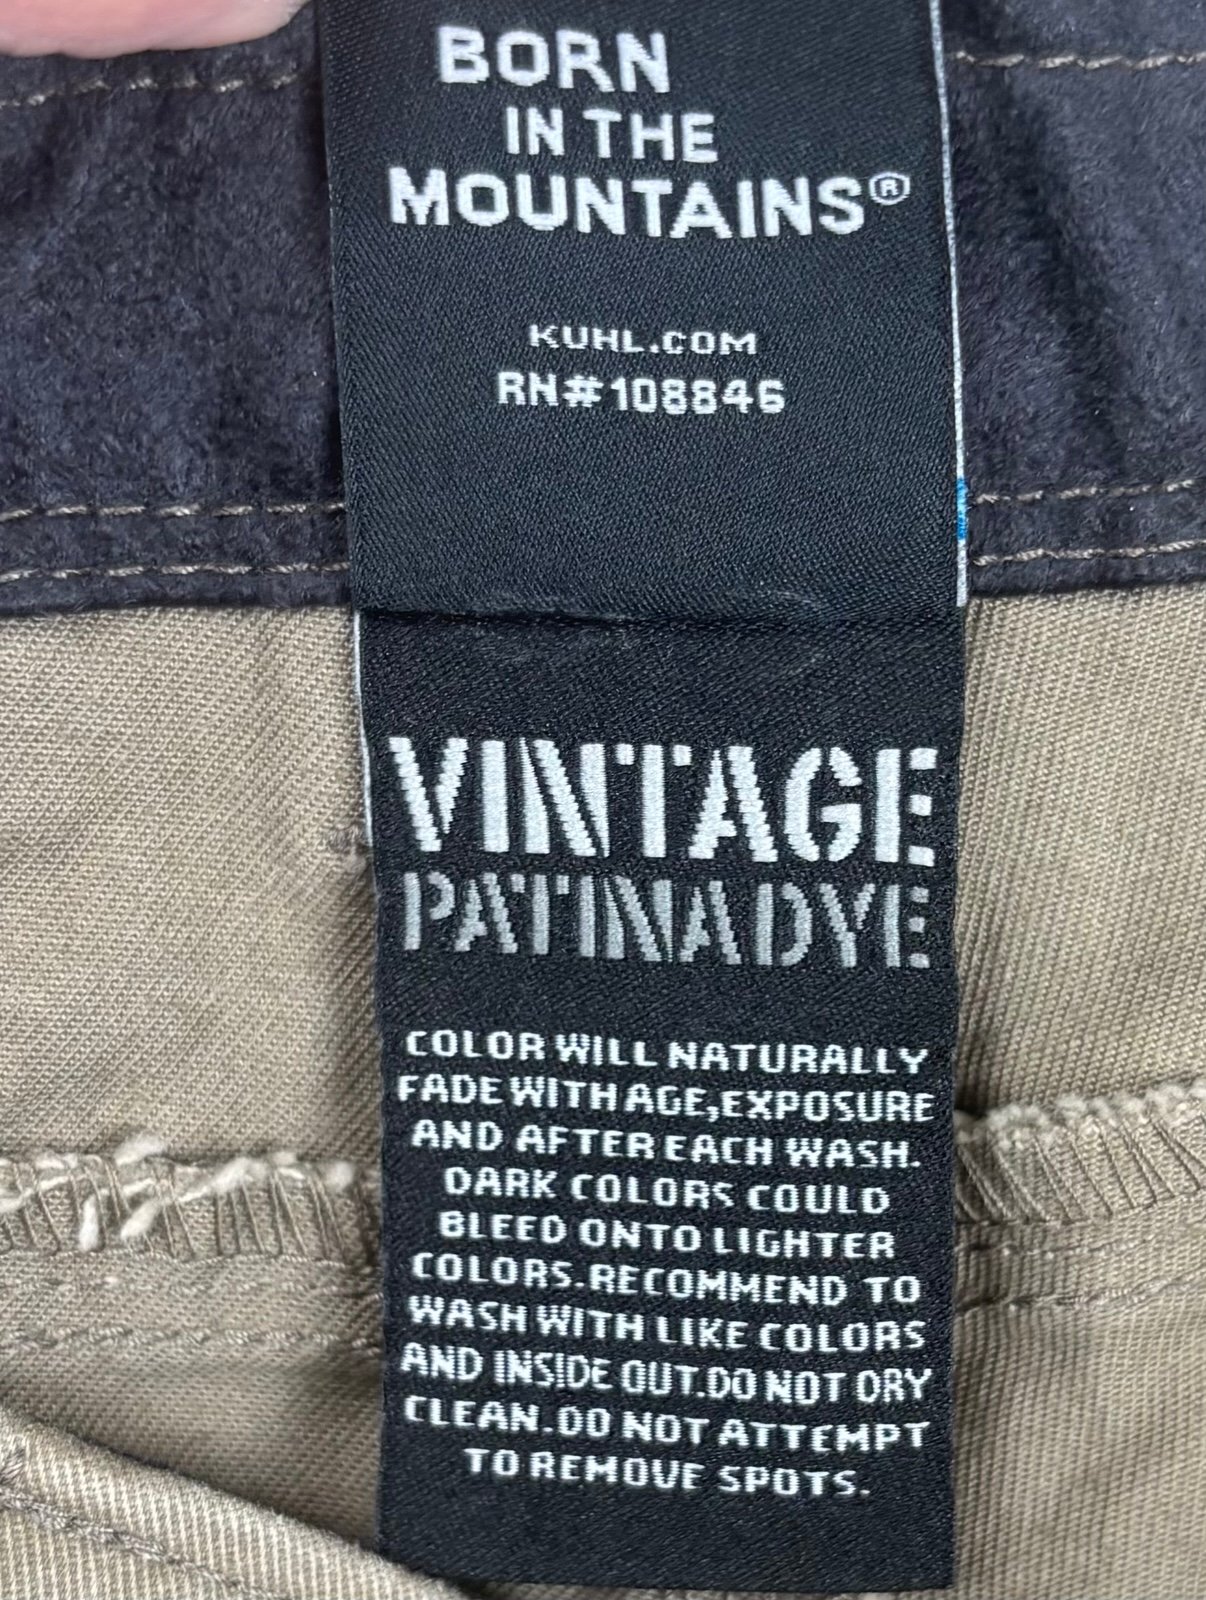 BORN
IN THE
MOUNTAINS®
KUHL.COM
RN#108846
VINTAGE
PATINADYE
COLOR WILL NATURALLY
FADE WITH AGE,EXPOSURE
AND AFTER EACH WASH.
DARK COLORS COULD
BLEED ONTO LIGHTER
COLORS.RECOMMEND TO
WASH WITH LIKE COLORS
AND INSIDE OUT.DO NOT DRY
CLEAN.DO NOT ATTEMPT
TO REMOVE SPOTS.